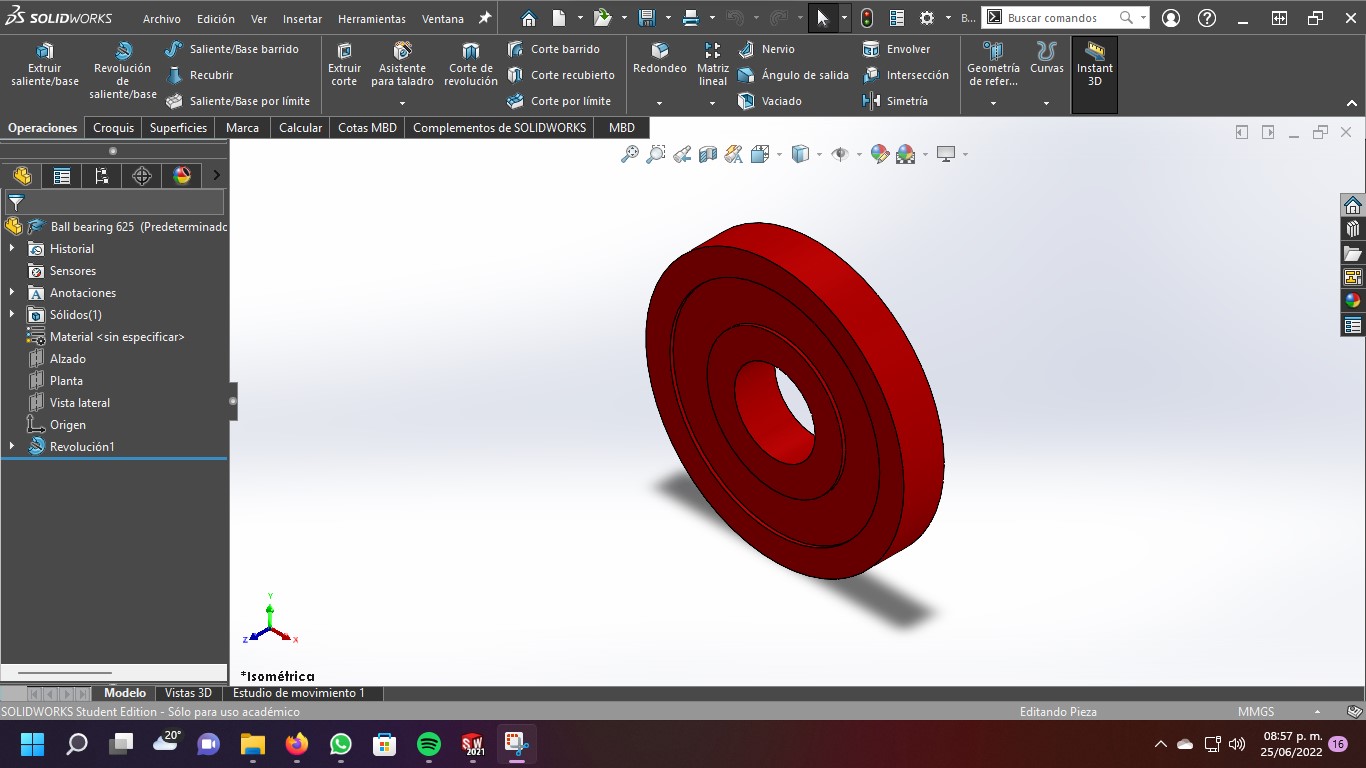 SOLIDWORKS Archivo Edición Ver Insertar Herramientas Ventana B... Buscar comandos
Extruir saliente/base
Revolución de saliente/base
Saliente/Base barrido
Recubrir
Saliente/Base por límite
Extruir corte
Asistente para taladro
Corte de revolución
Corte barrido
Corte recubierto
Corte por límite
Redondeo
Matriz lineal
Nervio
Ángulo de salida
Vaciado
Envolver
Intersección
Simetría
Geometría de refer...
Curvas
Instant 3D
Operaciones Croquis Superficies Marca Calcular Cotas MBD Complementos de SOLIDWORKS MBD
Ball bearing 625 (Predeterminado
Historial
Sensores
Anotaciones
Sólidos(1)
Material <sin especificar>
Alzado
Planta
Vista lateral
Origen
Revolución1
Y
Z X
*Isométrica
Modelo Vistas 3D Estudio de movimiento 1
SOLIDWORKS Student Edition - Sólo para uso académico Editando Pieza MMGS
20°
SW
2021
08:57 p. m.
25/06/2022
16